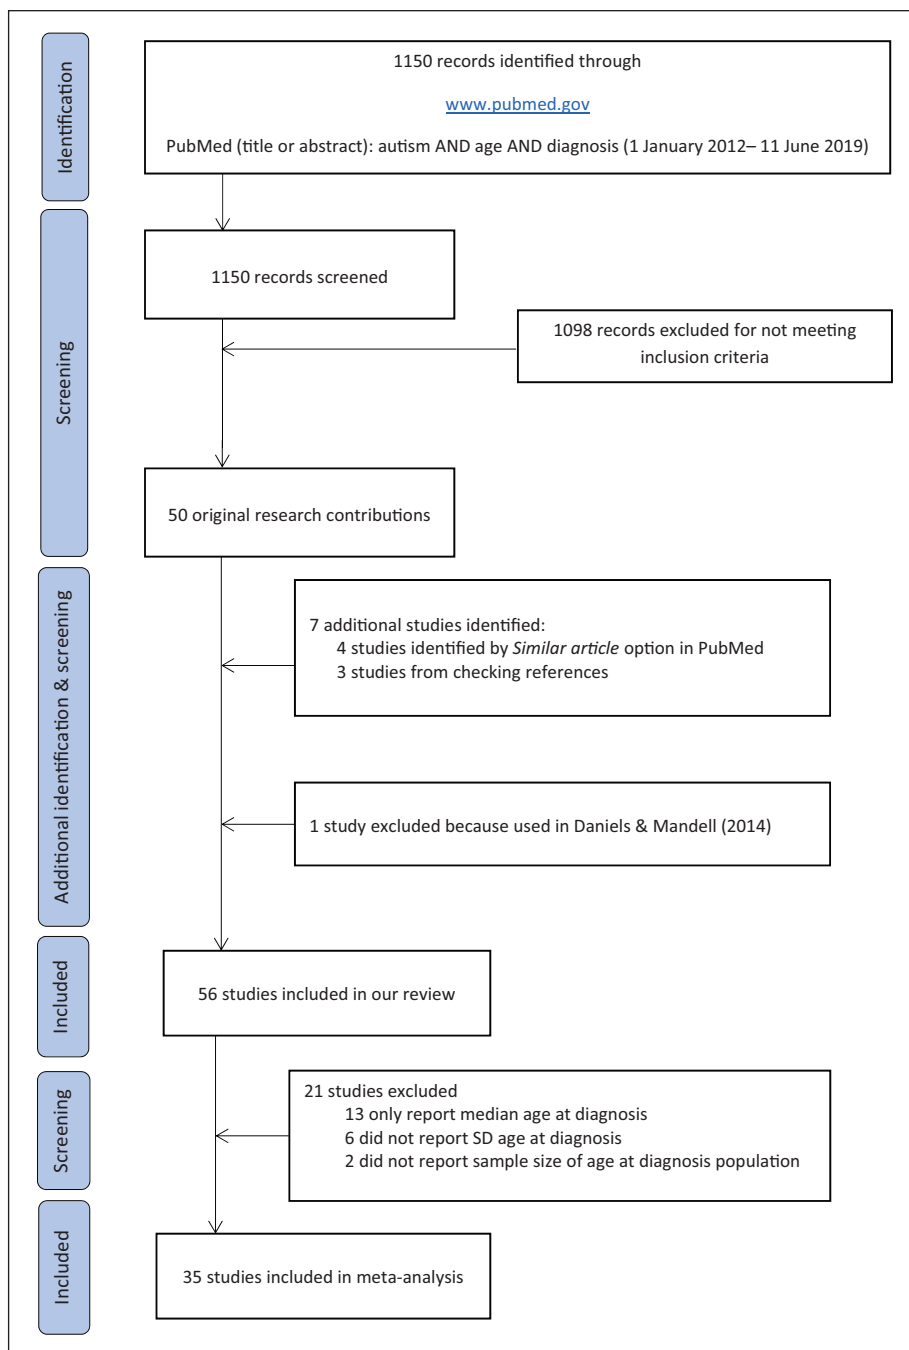 Identification
1150 records identified through
www.pubmed.gov
PubMed (title or abstract): autism AND age AND diagnosis (1 January 2012– 11 June 2019)
Screening
1150 records screened
1098 records excluded for not meeting
inclusion criteria
50 original research contributions
Additional identification & screening
7 additional studies identified:
4 studies identified by Similar article option in PubMed
3 studies from checking references
1 study excluded because used in Daniels & Mandell (2014)
Included
56 studies included in our review
Screening
21 studies excluded
13 only report median age at diagnosis
6 did not report SD age at diagnosis
2 did not report sample size of age at diagnosis population
Included
35 studies included in meta-analysis